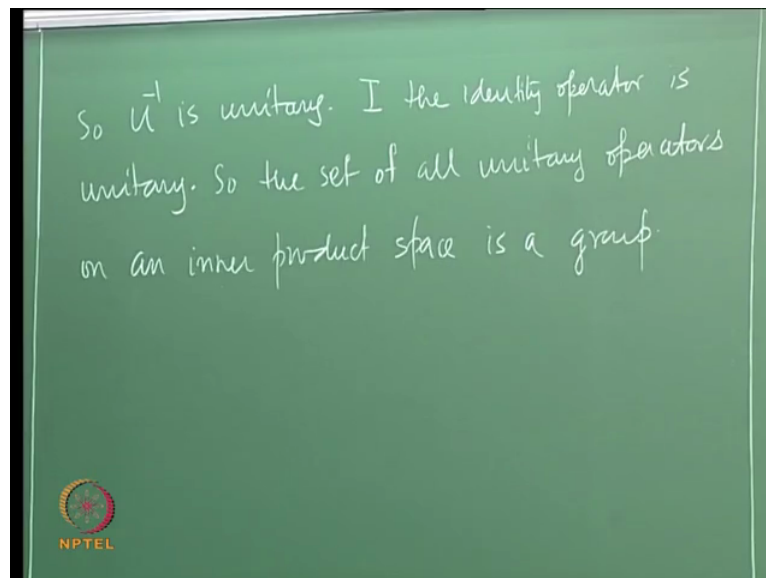 So U⁻¹ is unitary. I the identity operator is
unitary. So the set of all unitary operators
on an inner product space is a group.
NPTEL